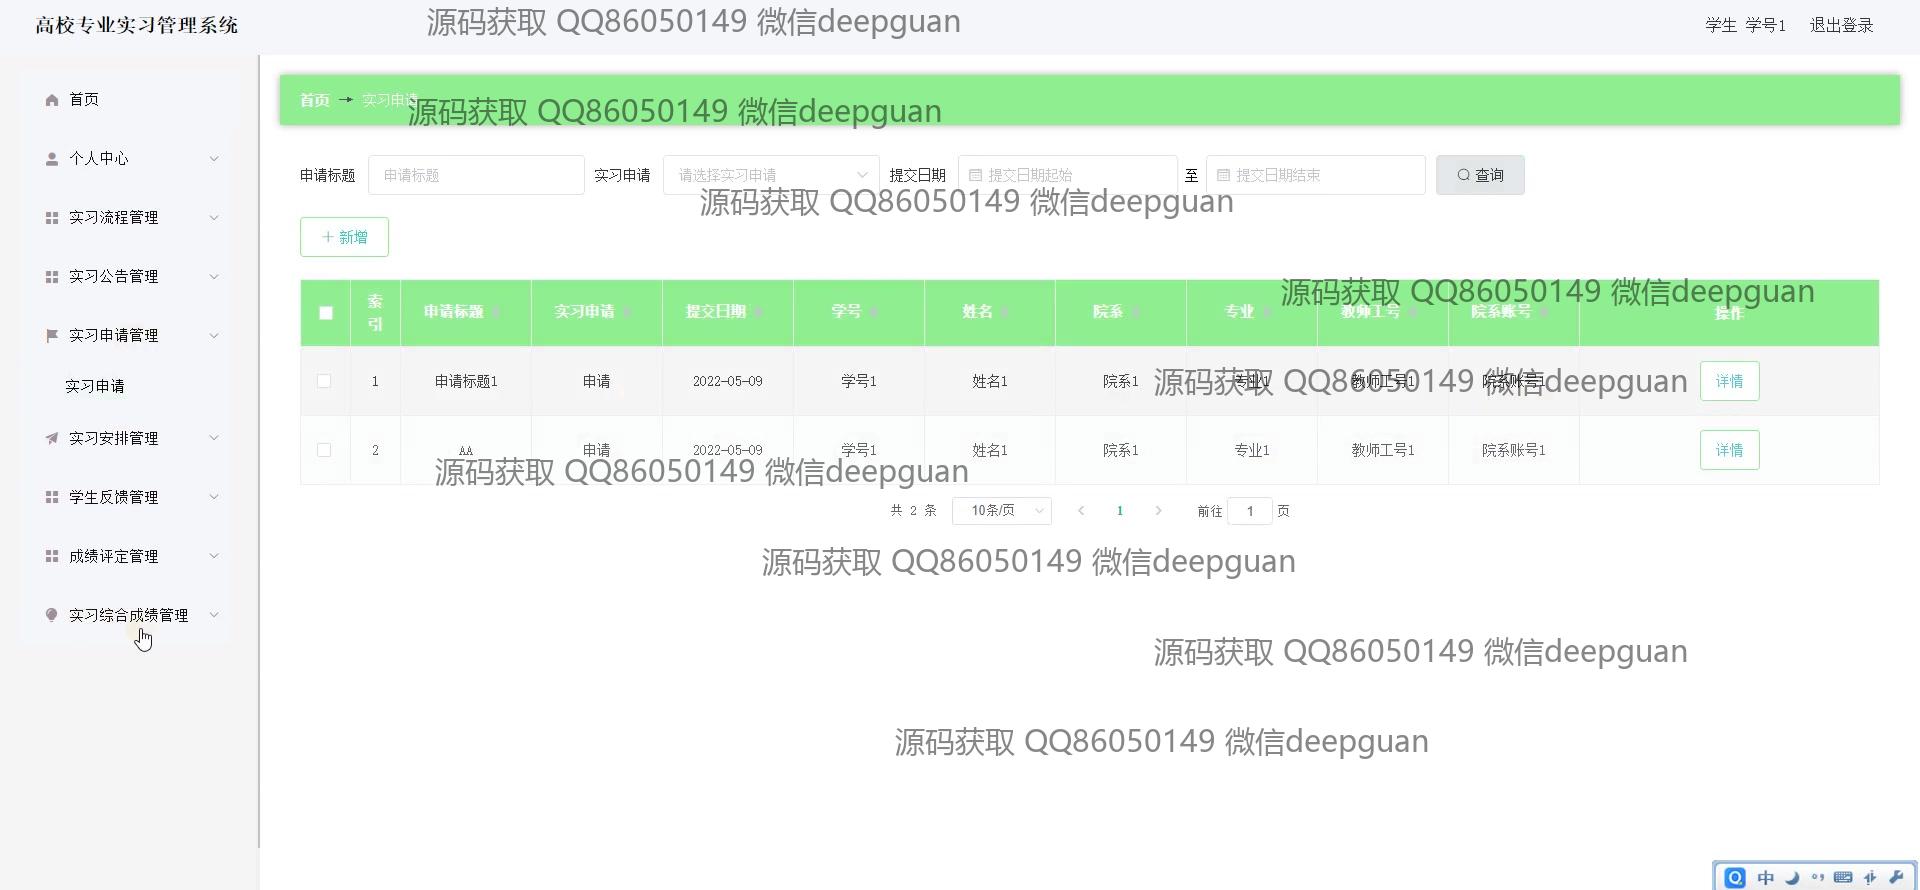 高校专业实习管理系统
源码获取 QQ86050149 微信deepguan
学生 学号1 退出登录
首页
个人中心
实习流程管理
实习公告管理
实习申请管理
实习申请
实习安排管理
学生反馈管理
成绩评定管理
实习综合成绩管理
首页 → 实习申请
源码获取 QQ86050149 微信deepguan
申请标题 申请标题 实习申请 请选择实习申请 提交日期 提交日期起始 至 提交日期结束 查询
源码获取 QQ86050149 微信deepguan
+ 新增
源码获取 QQ86050149 微信deepguan
索引 申请标题 实习申请 提交日期 学号 姓名 院系 专业 教师工号 院系账号 操作
1 申请标题1 申请 2022-05-09 学号1 姓名1 院系1 专业1 教师工号1 院系账号1 详情
源码获取 QQ86050149 微信deepguan
2 AA 申请 2022-05-09 学号1 姓名1 院系1 专业1 教师工号1 院系账号1 详情
源码获取 QQ86050149 微信deepguan
共 2 条 10条/页 1 前往 1 页
源码获取 QQ86050149 微信deepguan
源码获取 QQ86050149 微信deepguan
源码获取 QQ86050149 微信deepguan
中